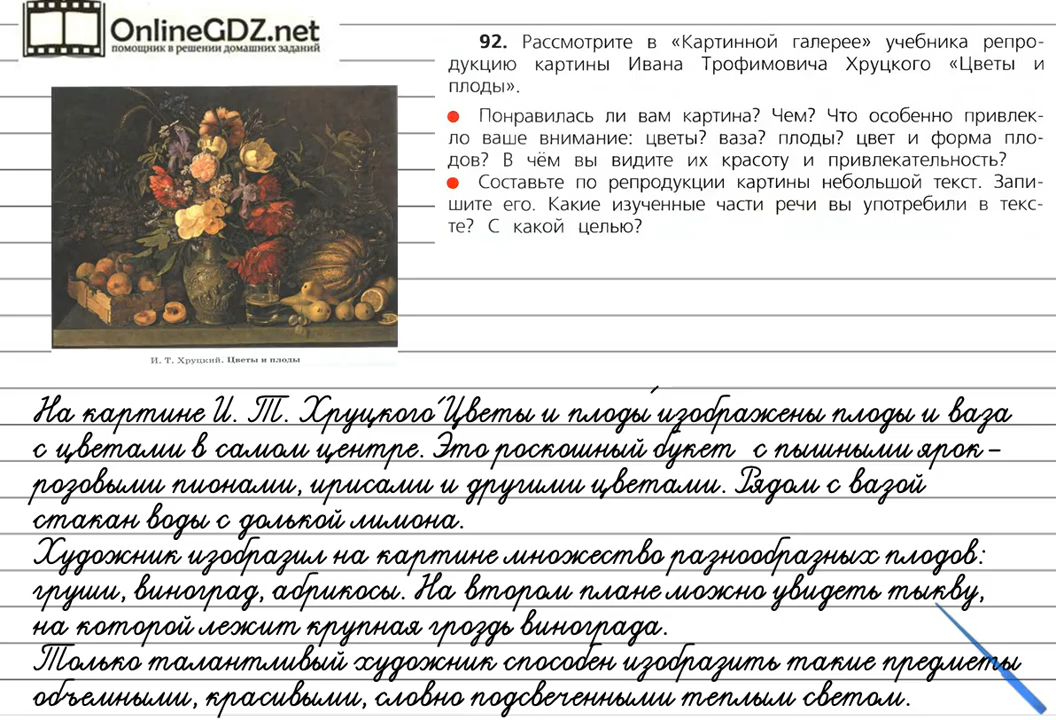 OnlineGDZ.net
помощник в решении домашних заданий
92. Рассмотрите в «Картинной галерее» учебника репро-
дукцию картины Ивана Трофимовича Хруцкого «Цветы и
плоды».
● Понравилась ли вам картина? Чем? Что особенно привлек-
ло ваше внимание: цветы? ваза? плоды? цвет и форма пло-
дов? В чём вы видите их красоту и привлекательность?
● Составьте по репродукции картины небольшой текст. Запи-
шите его. Какие изученные части речи вы употребили в текс-
те? С какой целью?
И. Т. Хруцкий. Цветы и плоды
На картине И. Т. Хруцкого "Цветы и плоды" изображены плоды и ваза
с цветами в самом центре. Это роскошный букет с пышными ярок-
розовыми пионами, ирисами и другими цветами. Рядом с вазой
стакан воды с долькой лимона.
Художник изобразил на картине множество разнообразных плодов:
груши, виноград, абрикосы. На втором плане можно увидеть тыкву,
на которой лежит крупная гроздь винограда.
Только талантливый художник способен изобразить такие предметы
объемными, красивыми, словно подсвеченными теплым светом.